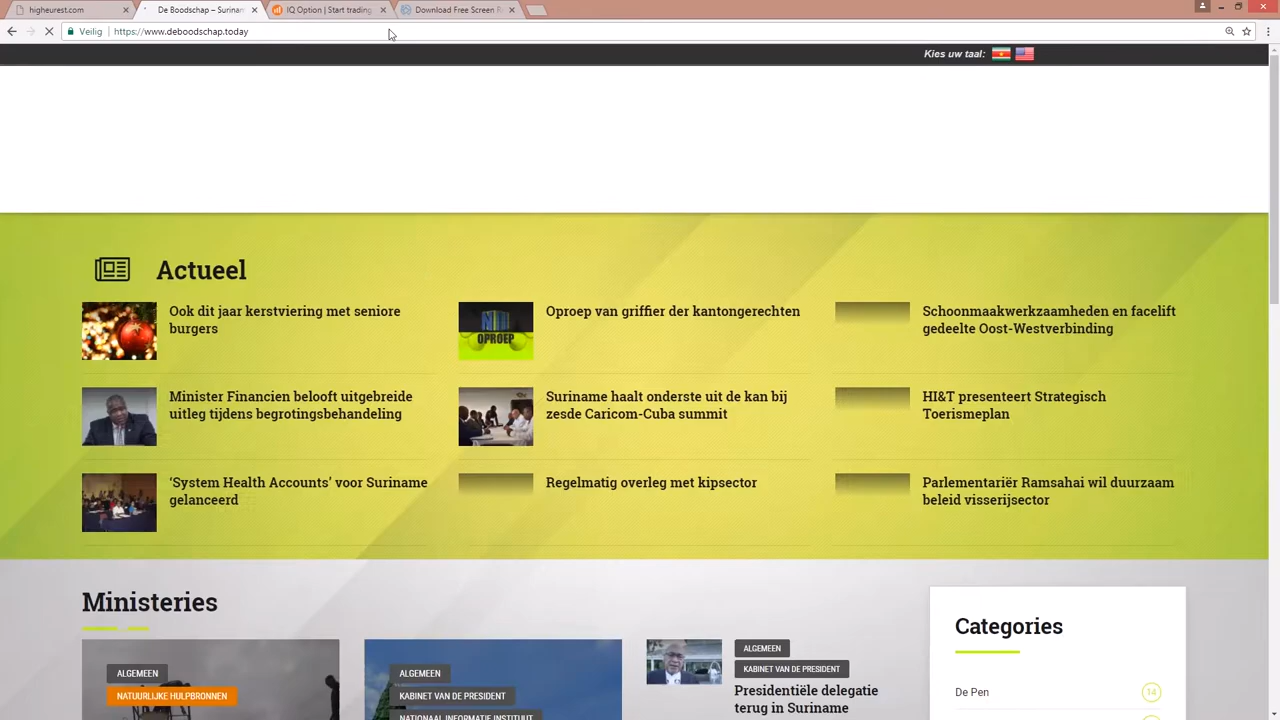 higheurest.com
De Boodschap – Surinam
IQ Option | Start trading
Download Free Screen R
Veilig
https://www.deboodschap.today
Kies uw taal:
Actueel
Ook dit jaar kerstviering met seniore
burgers
OPROEP
Oproep van griffier der kantongerechten
Schoonmaakwerkzaamheden en facelift
gedeelte Oost-Westverbinding
Minister Financien belooft uitgebreide
uitleg tijdens begrotingsbehandeling
Suriname haalt onderste uit de kan bij
zesde Caricom-Cuba summit
HI&T presenteert Strategisch
Toerismeplan
‘System Health Accounts’ voor Suriname
gelanceerd
Regelmatig overleg met kipsector
Parlementariër Ramsahai wil duurzaam
beleid visserijsector
Ministeries
ALGEMEEN
NATUURLIJKE HULPBRONNEN
ALGEMEEN
KABINET VAN DE PRESIDENT
NATIONAAL INFORMATIE INSTITUUT
ALGEMEEN
KABINET VAN DE PRESIDENT
Presidentiële delegatie
terug in Suriname
Categories
De Pen
14